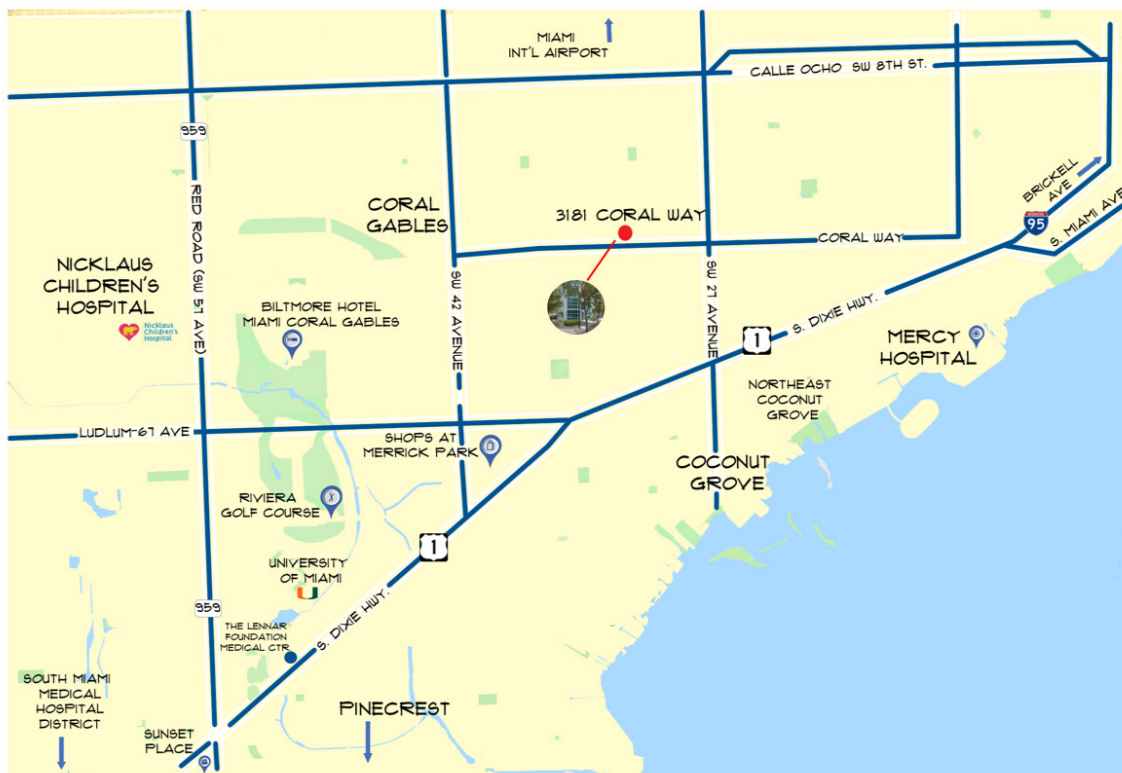 MIAMI
INT'L AIRPORT
CALLE OCHO SW 8TH ST.
959
RED ROAD (SW 57 AVE)
CORAL
GABLES
3181 CORAL WAY
BRICKELL
AVE
INTERSTATE
95
S. MIAMI AVE
CORAL WAY
NICKLAUS
CHILDREN'S
HOSPITAL
Nicklaus
Children's
Hospital
BILTMORE HOTEL
MIAMI CORAL GABLES
SW 42 AVENUE
SW 27 AVENUE
S. DIXIE HWY.
1
MERCY
HOSPITAL
NORTHEAST
COCONUT
GROVE
LUDLUM-67 AVE
SHOPS AT
MERRICK PARK
COCONUT
GROVE
RIVIERA
GOLF COURSE
1
UNIVERSITY
OF MIAMI
U
959
S. DIXIE HWY.
THE LENNAR
FOUNDATION
MEDICAL CTR.
SOUTH MIAMI
MEDICAL
HOSPITAL
DISTRICT
PINECREST
SUNSET
PLACE